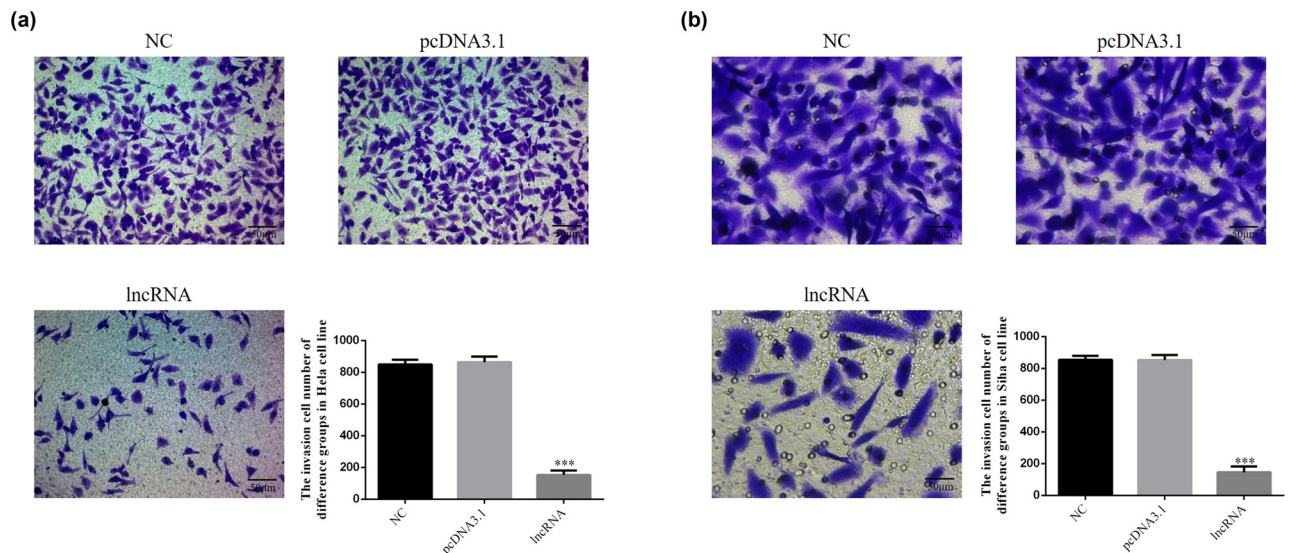 (a)
NC
pcDNA3.1
50μm
50μm
lncRNA
50μm
The invasion cell number of
difference groups in Hela cell line
1000
800
600
400
200
0
***
NC
pcDNA3.1
lncRNA
(b)
NC
pcDNA3.1
50μm
50μm
lncRNA
50μm
The invasion cell number of
difference groups in Siha cell line
1000
800
600
400
200
0
***
NC
pcDNA3.1
lncRNA